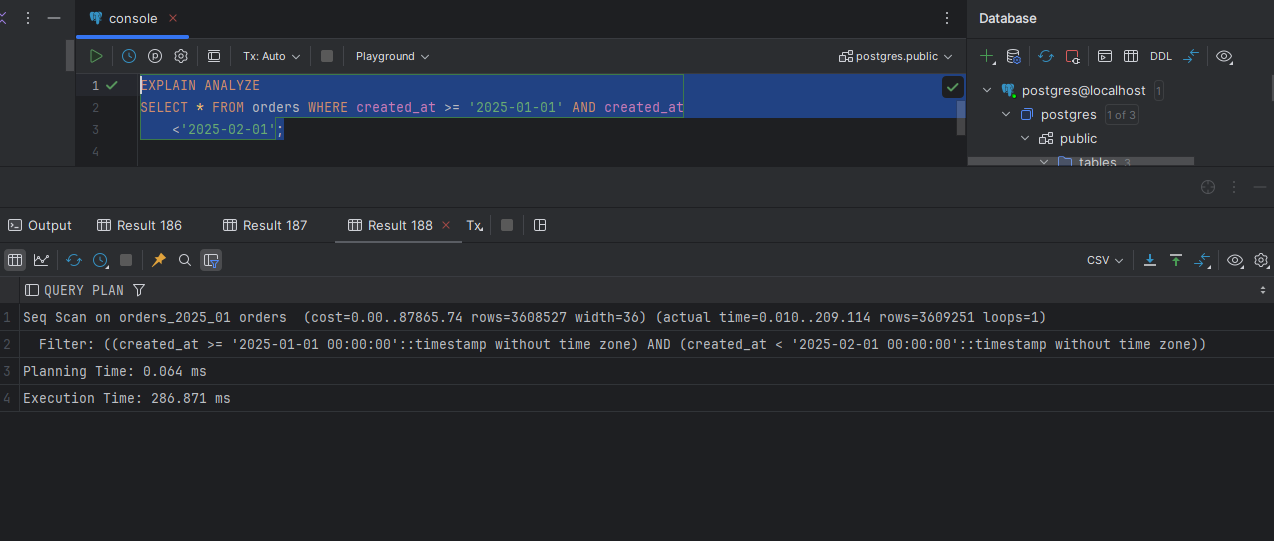 console
Database
Tx: Auto
Playground
postgres.public
DDL
1 EXPLAIN ANALYZE
2 SELECT * FROM orders WHERE created_at >= '2025-01-01' AND created_at
3 <'2025-02-01';
4
postgres@localhost 1
postgres 1 of 3
public
tables 3
Output
Result 186
Result 187
Result 188
Tx
CSV
QUERY PLAN
1 Seq Scan on orders_2025_01 orders  (cost=0.00..87865.74 rows=3608527 width=36) (actual time=0.010..209.114 rows=3609251 loops=1)
2 Filter: ((created_at >= '2025-01-01 00:00:00'::timestamp without time zone) AND (created_at < '2025-02-01 00:00:00'::timestamp without time zone))
3 Planning Time: 0.064 ms
4 Execution Time: 286.871 ms